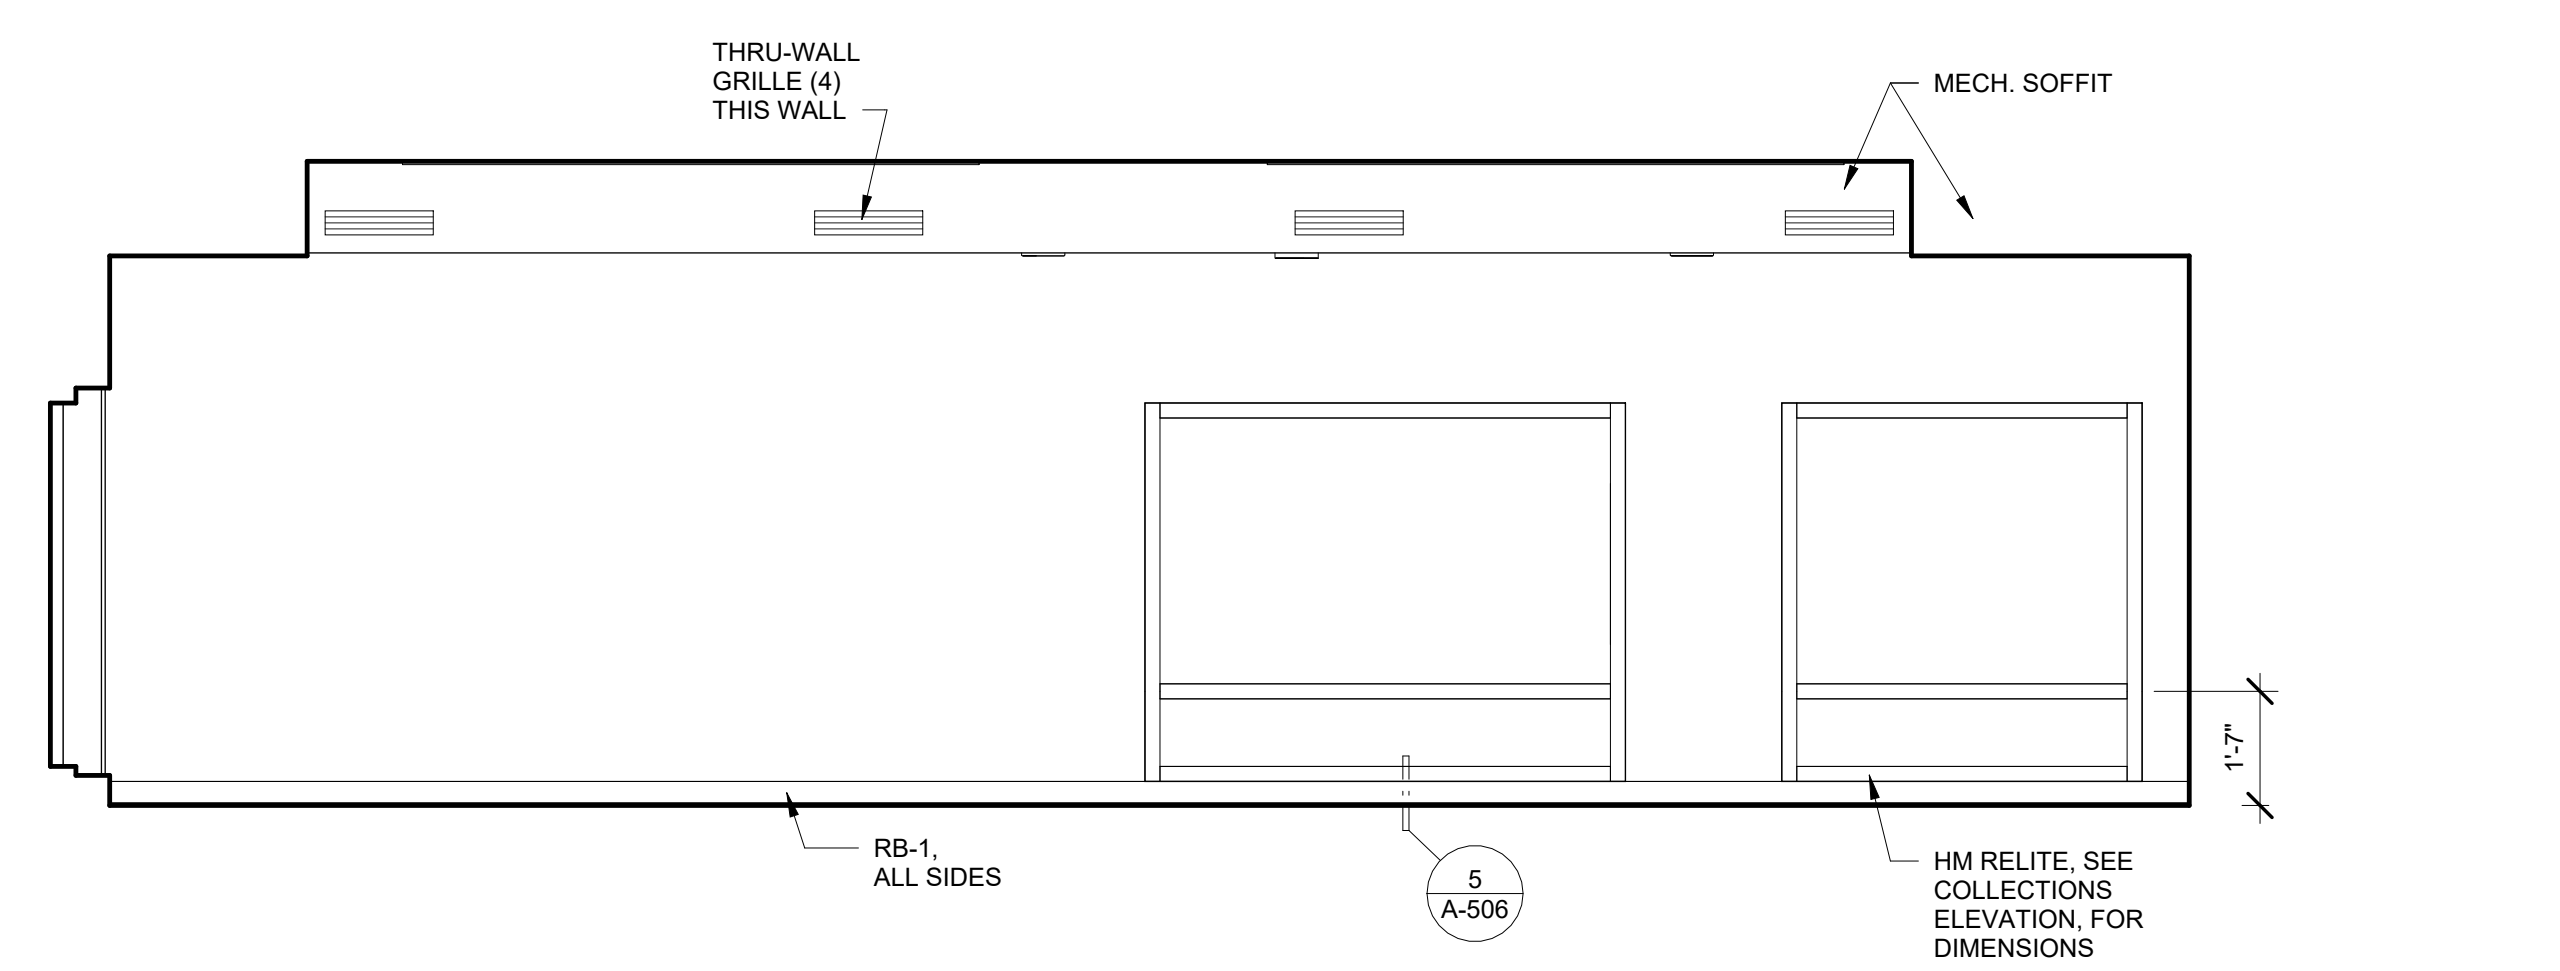 THRU-WALL
GRILLE (4)
THIS WALL
MECH. SOFFIT
1'-7"
RB-1,
ALL SIDES
5
A-506
HM RELITE, SEE
COLLECTIONS
ELEVATION, FOR
DIMENSIONS